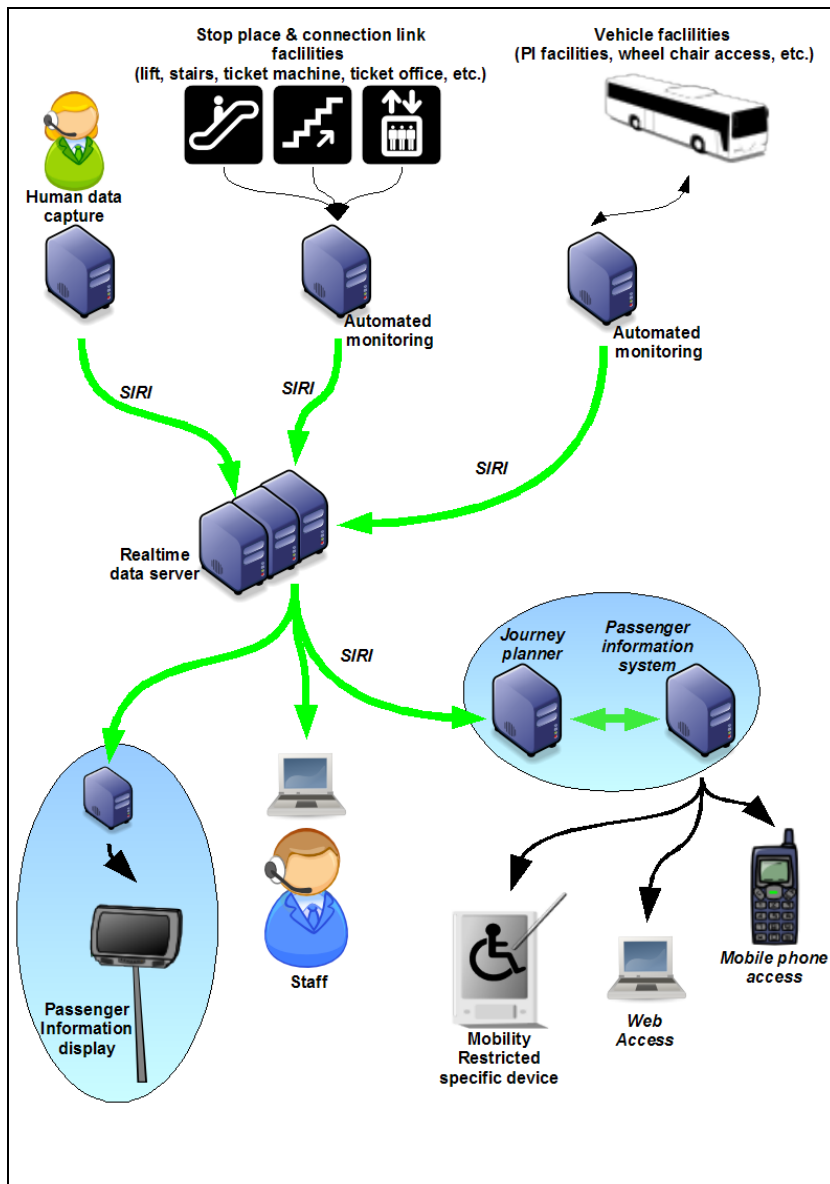 Stop place & connection link
faclilities
(lift, stairs, ticket machine, ticket office, etc.)
Vehicle faclilities
(PI facilities, wheel chair access, etc.)
Human data
capture
Automated
monitoring
Automated
monitoring
SIRI
SIRI
SIRI
Realtime
data server
SIRI
Journey
planner
Passenger
information
system
Passenger
Information
display
Staff
Mobility
Restricted
specific device
Web
Access
Mobile phone
access